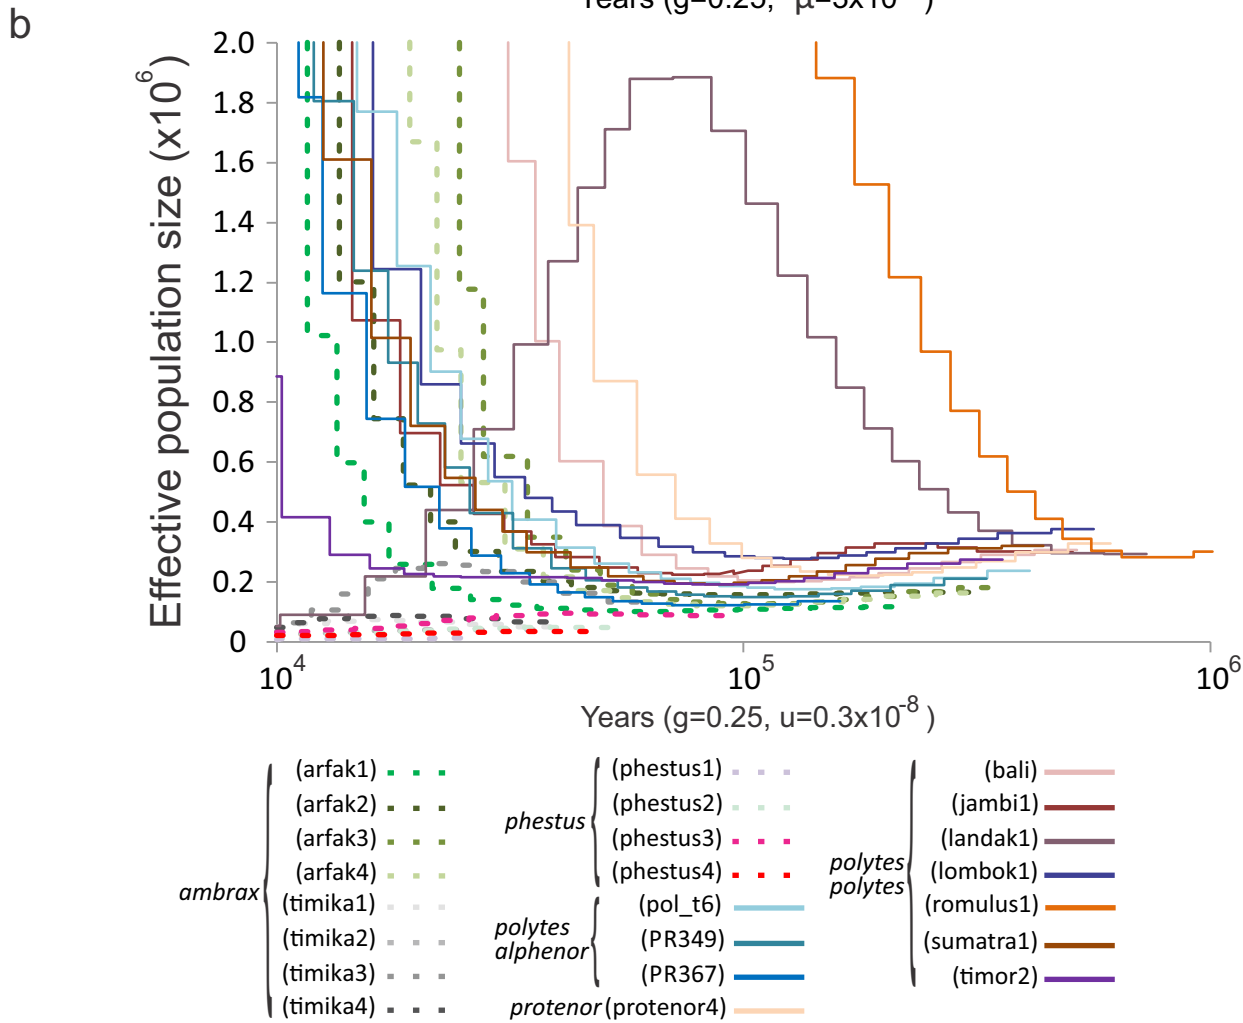 b
Years (g=0.25, μ=3x10
Effective population size (x10⁶)
2.0
1.8
1.6
1.4
1.2
1.0
0.8
0.6
0.4
0.2
0
10⁴ 10⁵ 10⁶
Years (g=0.25, u=0.3x10⁻⁸ )
ambrax
(arfak1)
(arfak2)
(arfak3)
(arfak4)
(timika1)
(timika2)
(timika3)
(timika4)
phestus
(phestus1)
(phestus2)
(phestus3)
(phestus4)
polytes
alphenor
(pol_t6)
(PR349)
(PR367)
protenor (protenor4)
polytes
polytes
(bali)
(jambi1)
(landak1)
(lombok1)
(romulus1)
(sumatra1)
(timor2)